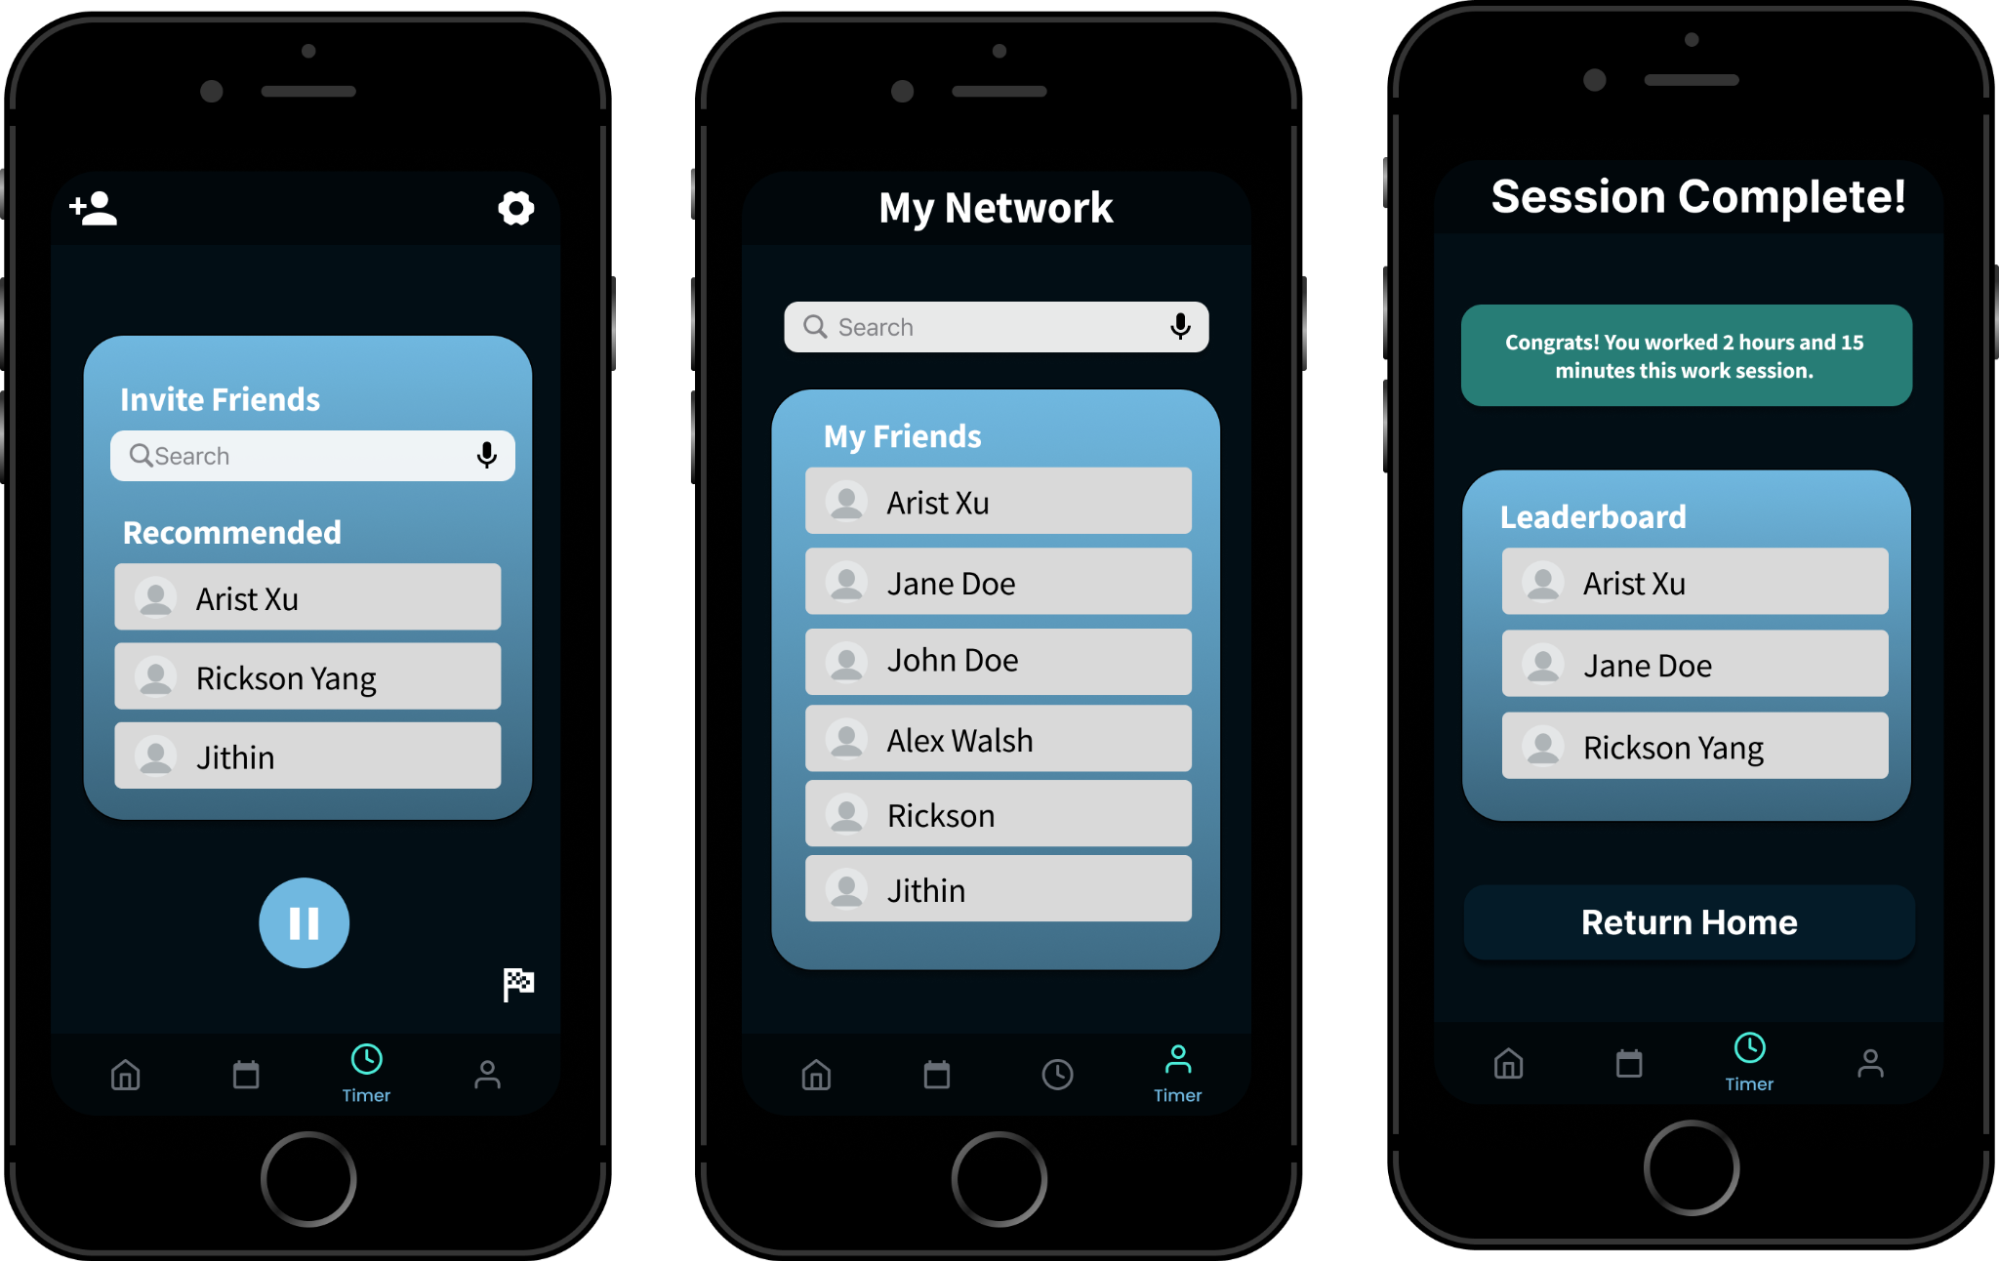 Invite Friends
Search
Recommended
Arist Xu
Rickson Yang
Jithin
Timer
My Network
Search
My Friends
Arist Xu
Jane Doe
John Doe
Alex Walsh
Rickson
Jithin
Timer
Session Complete!
Congrats! You worked 2 hours and 15
minutes this work session.
Leaderboard
Arist Xu
Jane Doe
Rickson Yang
Return Home
Timer